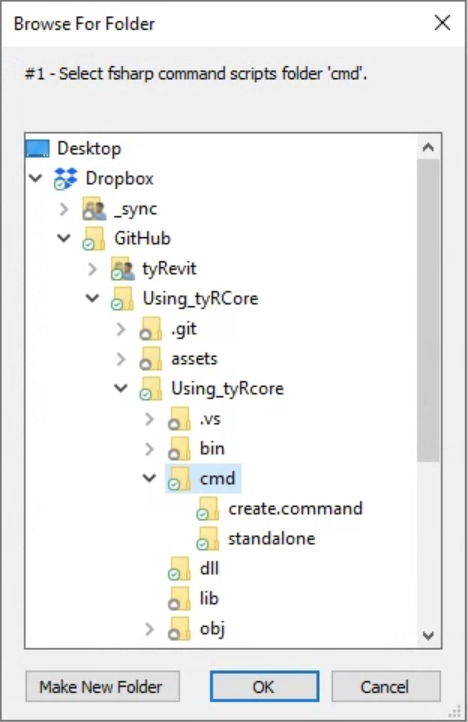 Browse For Folder
#1 - Select fsharp command scripts folder 'cmd'.
Desktop
Dropbox
_sync
GitHub
tyRevit
Using_tyRCore
.git
assets
Using_tyRcore
.vs
bin
cmd
create.command
standalone
dll
lib
obj
Make New Folder
OK
Cancel